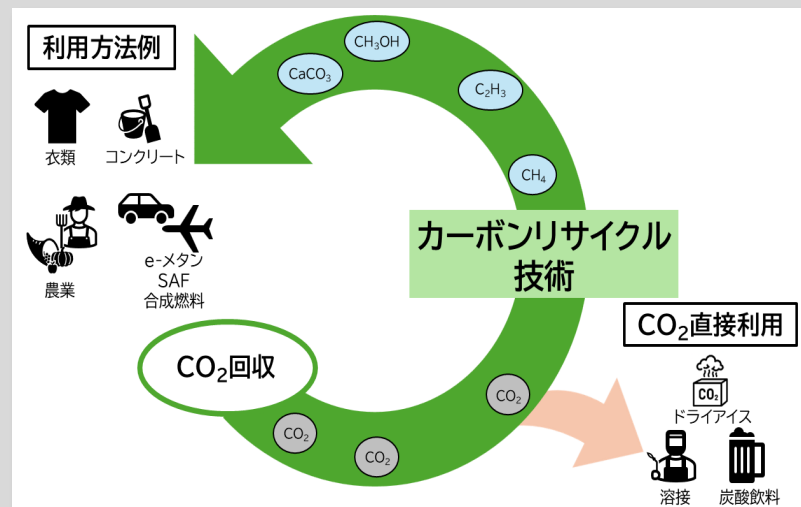 利用方法例
衣類
コンクリート
農業
e-メタン
SAF
合成燃料
CH₃OH
CaCO₃
C₂H₃
CH₄
カーボンリサイクル
技術
CO₂回収
CO₂
CO₂
CO₂
CO₂直接利用
CO₂
ドライアイス
溶接
炭酸飲料